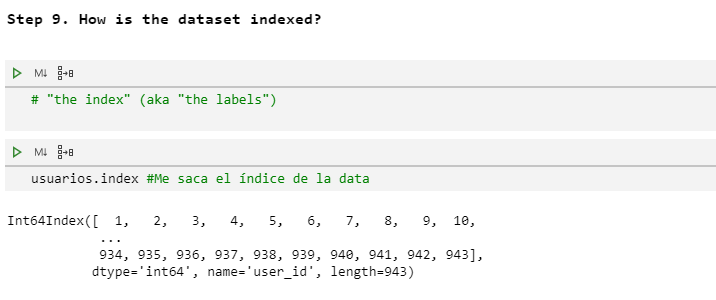 Step 9. How is the dataset indexed?
M↓
# "the index" (aka "the labels")
M↓
usuarios.index #Me saca el índice de la data
Int64Index([  1,   2,   3,   4,   5,   6,   7,   8,   9,  10,
...
934, 935, 936, 937, 938, 939, 940, 941, 942, 943],
dtype='int64', name='user_id', length=943)